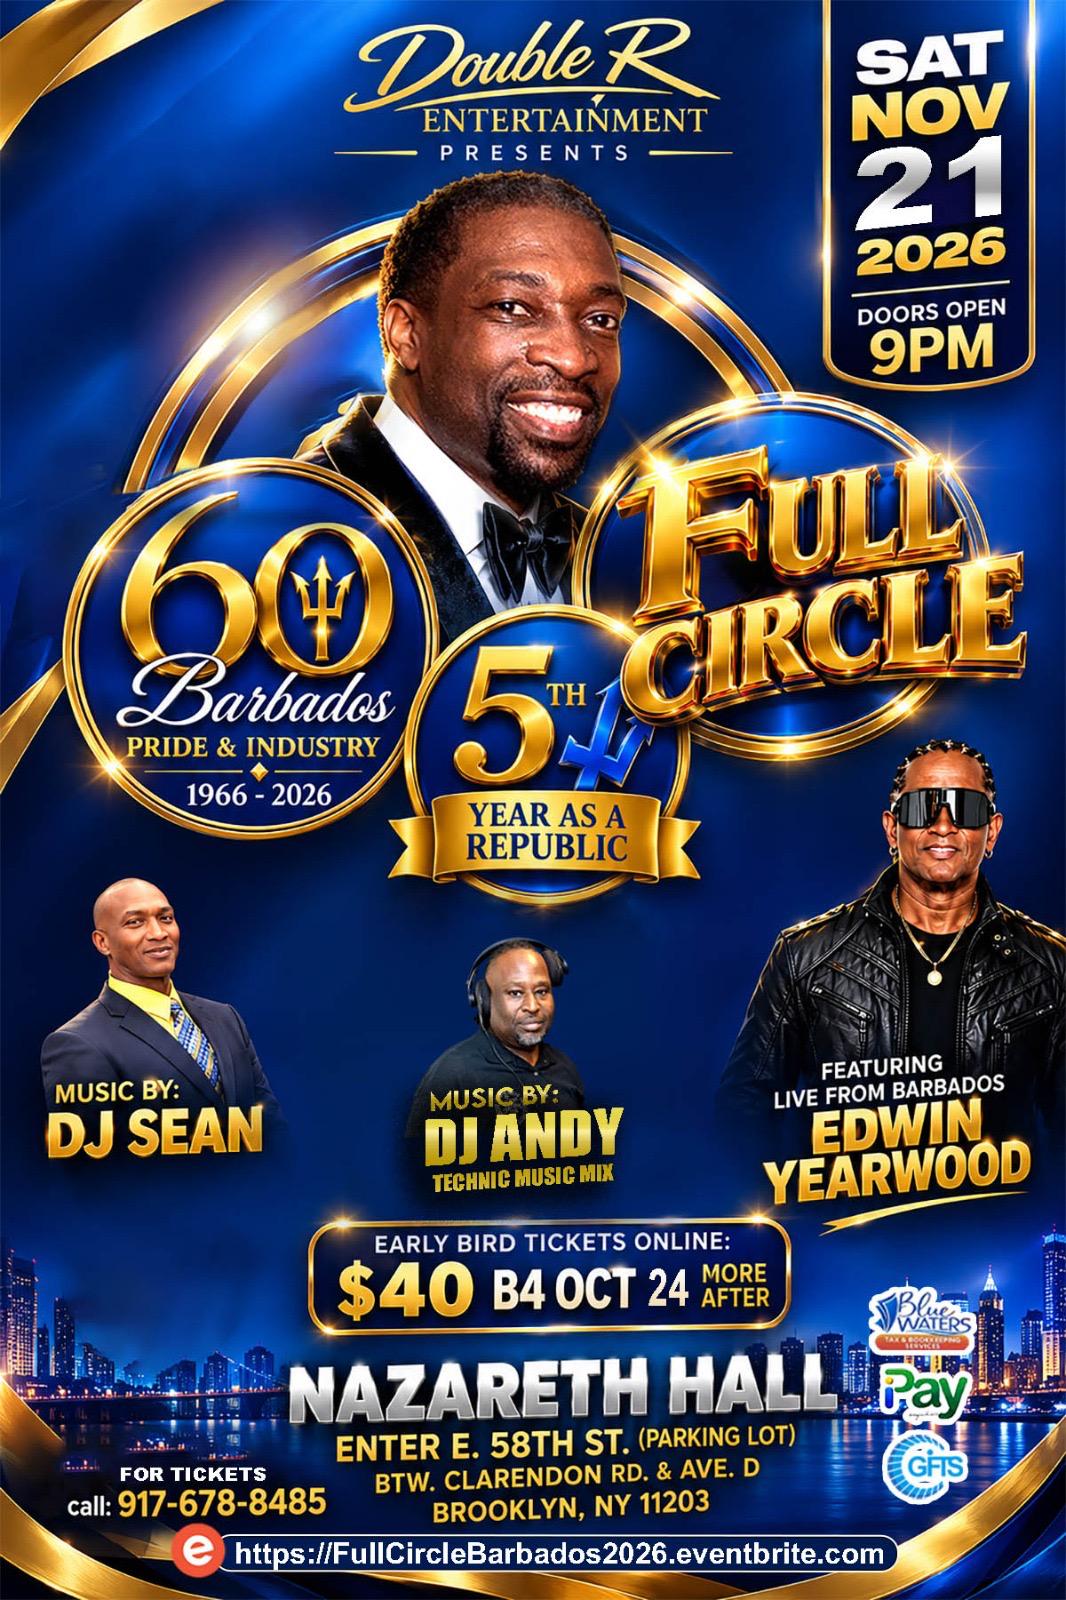 Double R
ENTERTAINMENT
PRESENTS
SAT
NOV
21
2026
DOORS OPEN
9PM
FULL
CIRCLE
60
Barbados
PRIDE & INDUSTRY
1966 - 2026
5TH
YEAR AS A
REPUBLIC
MUSIC BY:
DJ SEAN
MUSIC BY:
DJ ANDY
TECHNIC MUSIC MIX
FEATURING
LIVE FROM BARBADOS
EDWIN
YEARWOOD
EARLY BIRD TICKETS ONLINE:
$40 B4 OCT 24 MORE
AFTER
Blue
WATERS
TAX & BOOKKEEPING
SERVICES
iPay
GFTS
NAZARETH HALL
ENTER E. 58TH ST. (PARKING LOT)
BTW. CLARENDON RD. & AVE. D
BROOKLYN, NY 11203
FOR TICKETS
call: 917-678-8485
e https://FullCircleBarbados2026.eventbrite.com